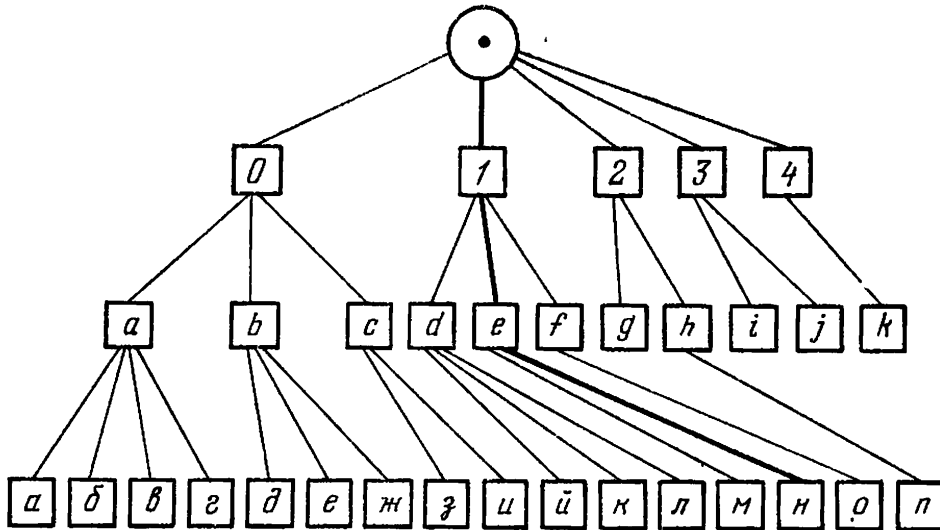 0 1 2 3 4
a b c d e f g h i j k
а б в г д е ж з и й к л м н о п